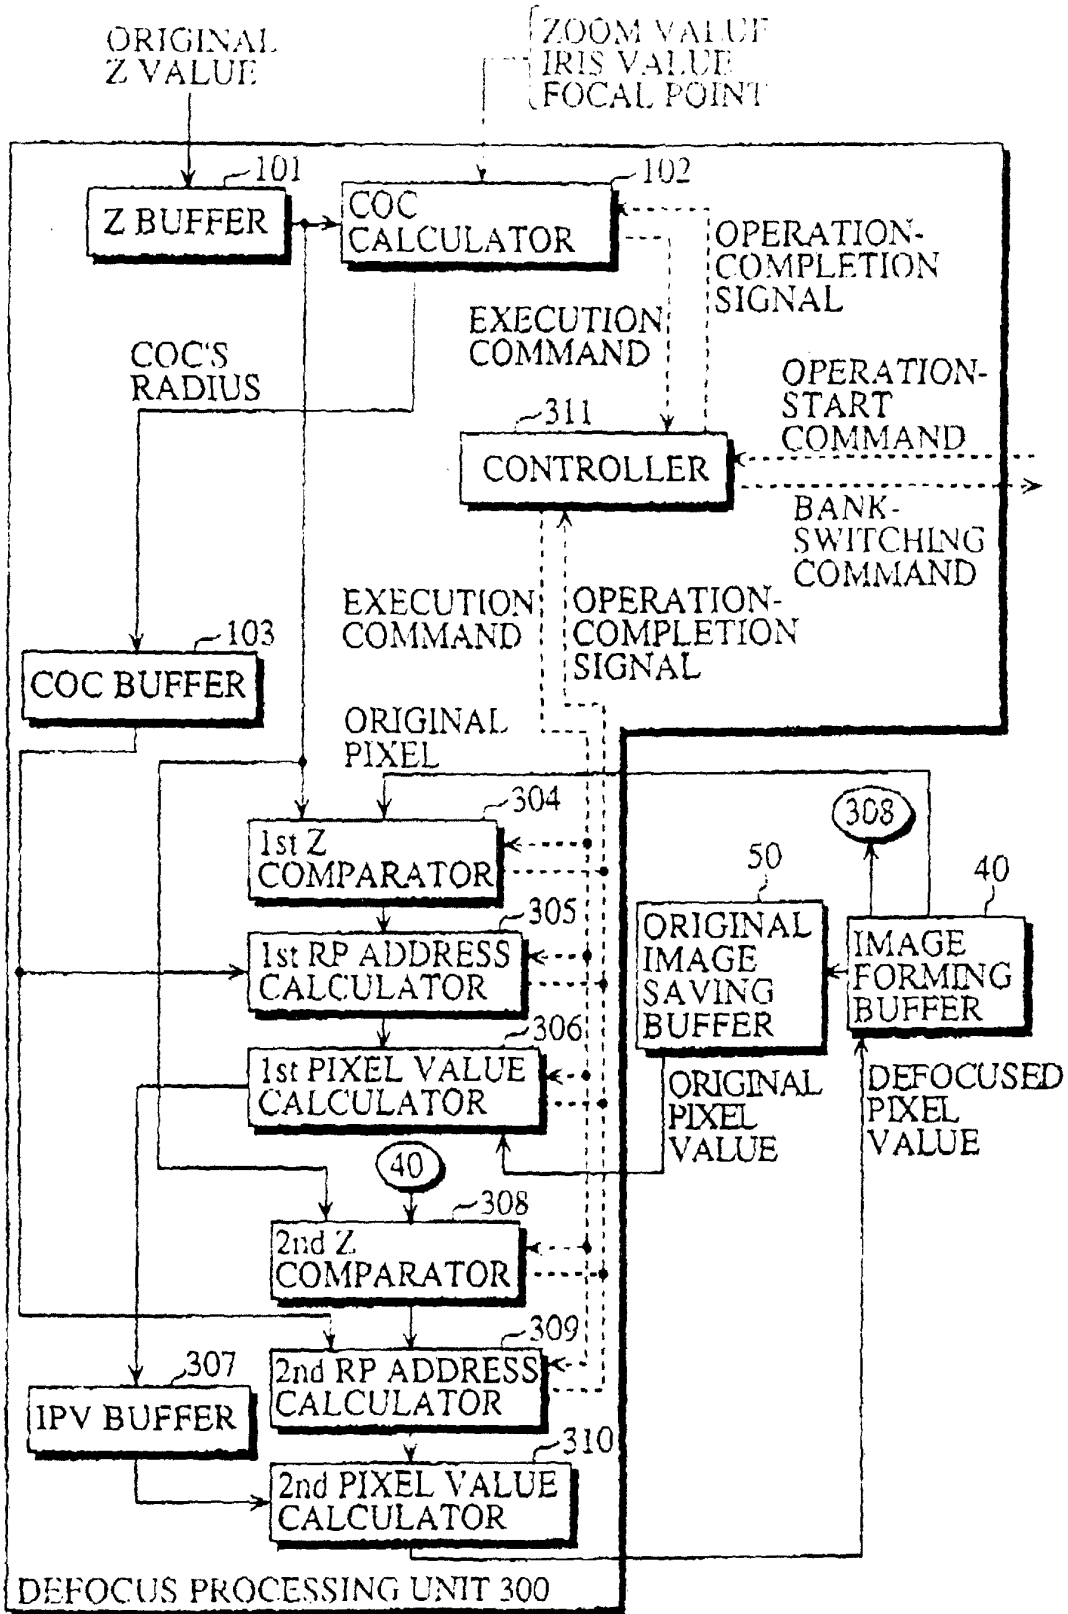 ORIGINAL
Z VALUE
ZOOM VALUE
IRIS VALUE
FOCAL POINT
101
Z BUFFER
102
COC
CALCULATOR
OPERATION-
COMPLETION
SIGNAL
EXECUTION
COMMAND
COC'S
RADIUS
OPERATION-
START
COMMAND
311
CONTROLLER
BANK-
SWITCHING
COMMAND
EXECUTION
COMMAND
OPERATION-
COMPLETION
SIGNAL
103
COC BUFFER
ORIGINAL
PIXEL
304
1st Z
COMPARATOR
308
50
ORIGINAL
IMAGE
SAVING
BUFFER
40
IMAGE
FORMING
BUFFER
305
1st RP ADDRESS
CALCULATOR
306
1st PIXEL VALUE
CALCULATOR
ORIGINAL
PIXEL
VALUE
DEFOCUSED
PIXEL
VALUE
40
308
2nd Z
COMPARATOR
309
2nd RP ADDRESS
CALCULATOR
307
IPV BUFFER
310
2nd PIXEL VALUE
CALCULATOR
DEFOCUS PROCESSING UNIT 300